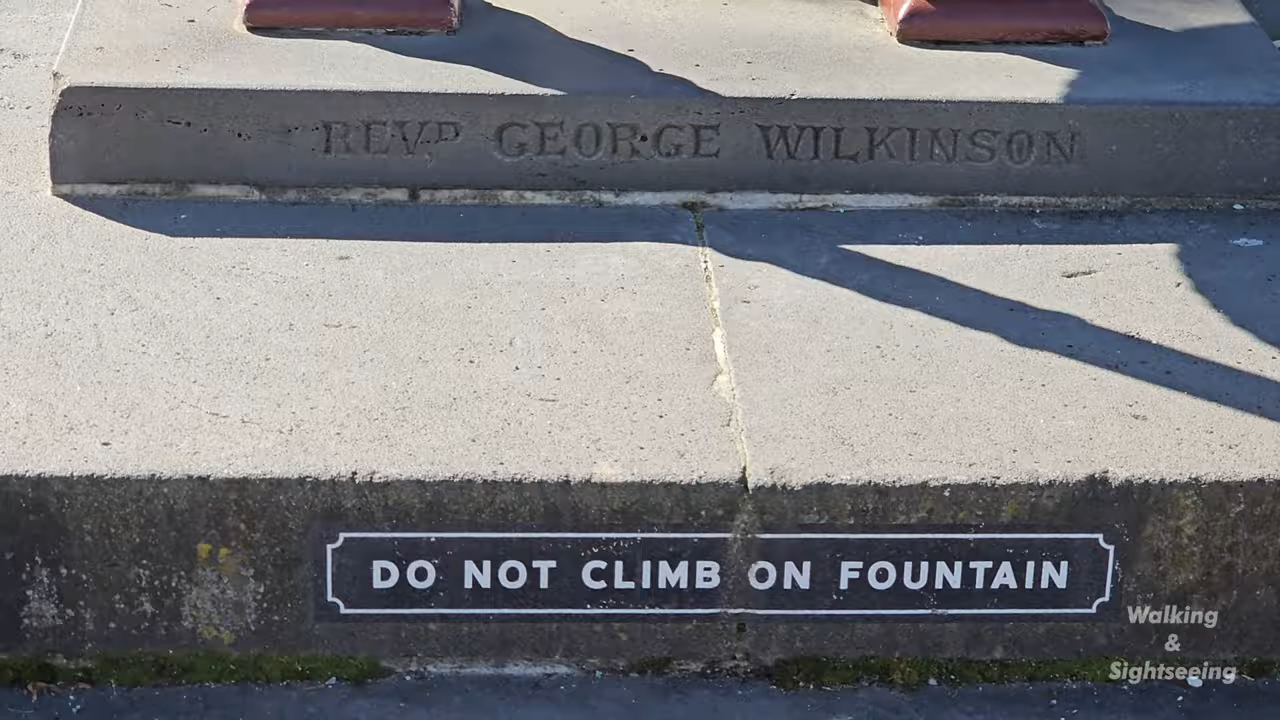 REVD GEORGE WILKINSON
DO NOT CLIMB ON FOUNTAIN
Walking
&
Sightseeing